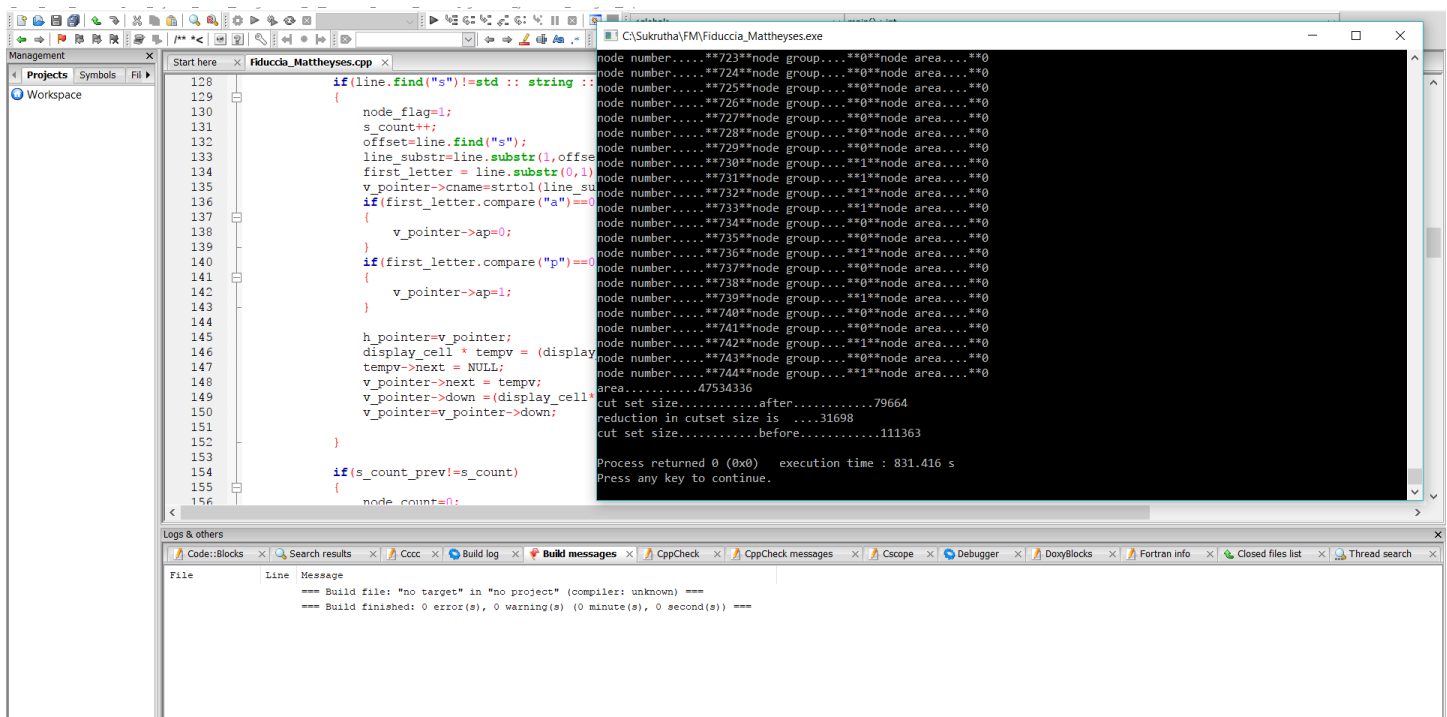 main() : int
C:\Sukrutha\FM\Fiduccia_Mattheyses.exe
Management
Projects Symbols Fil
Workspace
Start here Fiduccia_Mattheyses.cpp
128 if(line.find("s")!=std :: string ::
129 {
130 node_flag=1;
131 s_count++;
132 offset=line.find("s");
133 line_substr=line.substr(1,offse
134 first_letter = line.substr(0,1)
135 v_pointer->cname=strtol(line_su
136 if(first_letter.compare("a")==0
137 {
138 v_pointer->ap=0;
139 }
140 if(first_letter.compare("p")==0
141 {
142 v_pointer->ap=1;
143 }
144
145 h_pointer=v_pointer;
146 display_cell * tempv = (display
147 tempv->next = NULL;
148 v_pointer->next = tempv;
149 v_pointer->down =(display_cell*
150 v_pointer=v_pointer->down;
151
152 }
153
154 if(s_count_prev!=s_count)
155 {
156 node_count=0;
node number.....**723**node group....**0**node area....**0
node number.....**724**node group....**0**node area....**0
node number.....**725**node group....**0**node area....**0
node number.....**726**node group....**0**node area....**0
node number.....**727**node group....**0**node area....**0
node number.....**728**node group....**0**node area....**0
node number.....**729**node group....**0**node area....**0
node number.....**730**node group....**1**node area....**0
node number.....**731**node group....**1**node area....**0
node number.....**732**node group....**1**node area....**0
node number.....**733**node group....**1**node area....**0
node number.....**734**node group....**0**node area....**0
node number.....**735**node group....**0**node area....**0
node number.....**736**node group....**1**node area....**0
node number.....**737**node group....**0**node area....**0
node number.....**738**node group....**0**node area....**0
node number.....**739**node group....**1**node area....**0
node number.....**740**node group....**0**node area....**0
node number.....**741**node group....**0**node area....**0
node number.....**742**node group....**1**node area....**0
node number.....**743**node group....**0**node area....**0
node number.....**744**node group....**1**node area....**0
area...........47534336
cut set size............after............79664
reduction in cutset size is  ....31698
cut set size............before............111363
Process returned 0 (0x0)   execution time : 831.416 s
Press any key to continue.
Logs & others
Code::Blocks Search results Cccc Build log Build messages CppCheck CppCheck messages Cscope Debugger DoxyBlocks Fortran info Closed files list Thread search
File Line Message
=== Build file: "no target" in "no project" (compiler: unknown) ===
=== Build finished: 0 error(s), 0 warning(s) (0 minute(s), 0 second(s)) ===